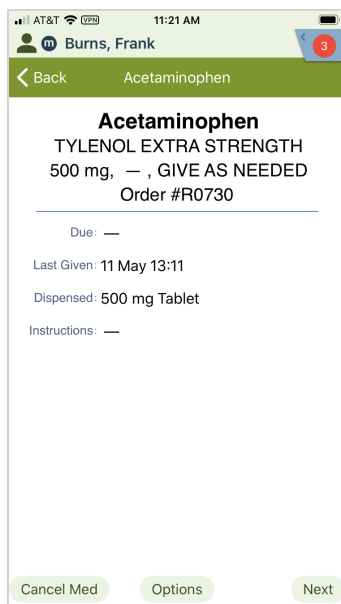 AT&T VPN 11:21 AM
m Burns, Frank 3
Back Acetaminophen
Acetaminophen
TYLENOL EXTRA STRENGTH
500 mg, — , GIVE AS NEEDED
Order #R0730
Due: —
Last Given: 11 May 13:11
Dispensed: 500 mg Tablet
Instructions: —
Cancel Med Options Next